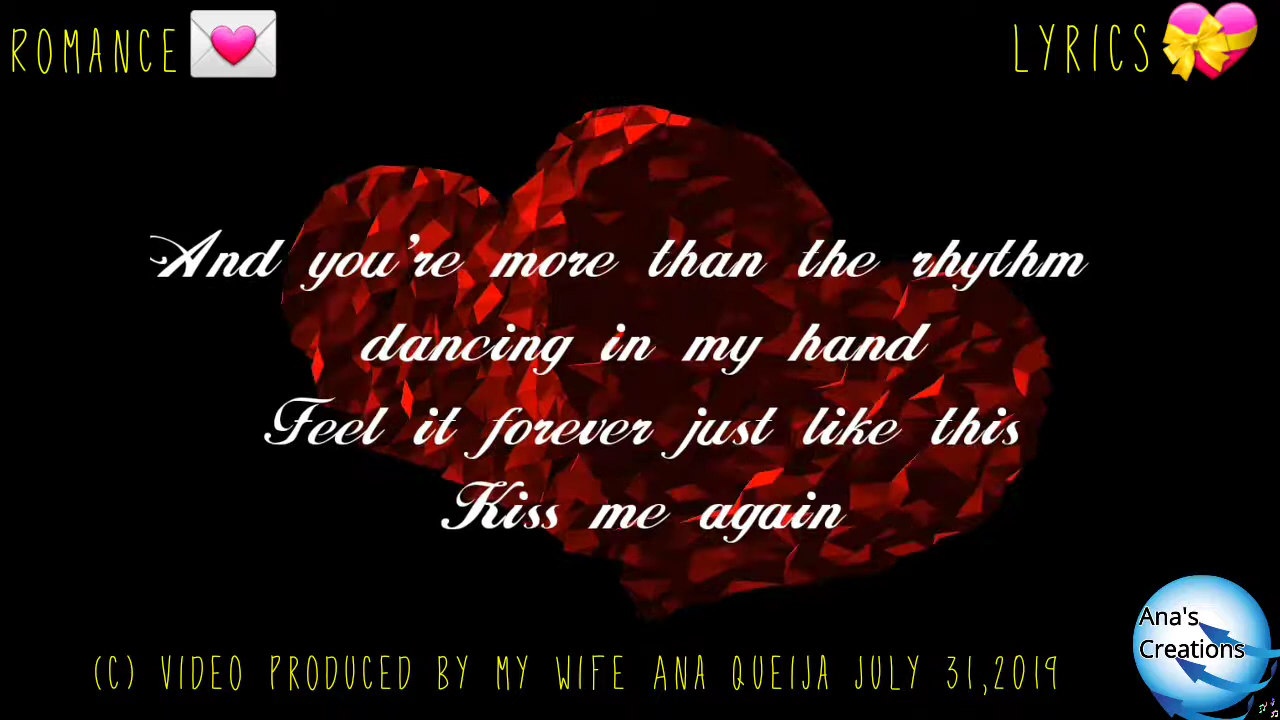 ROMANCE
LYRICS
And you're more than the rhythm
dancing in my hand
Feel it forever just like this
Kiss me again
(C) VIDEO PRODUCED BY MY WIFE ANA QUEIJA JULY 31,2019
Ana's
Creations